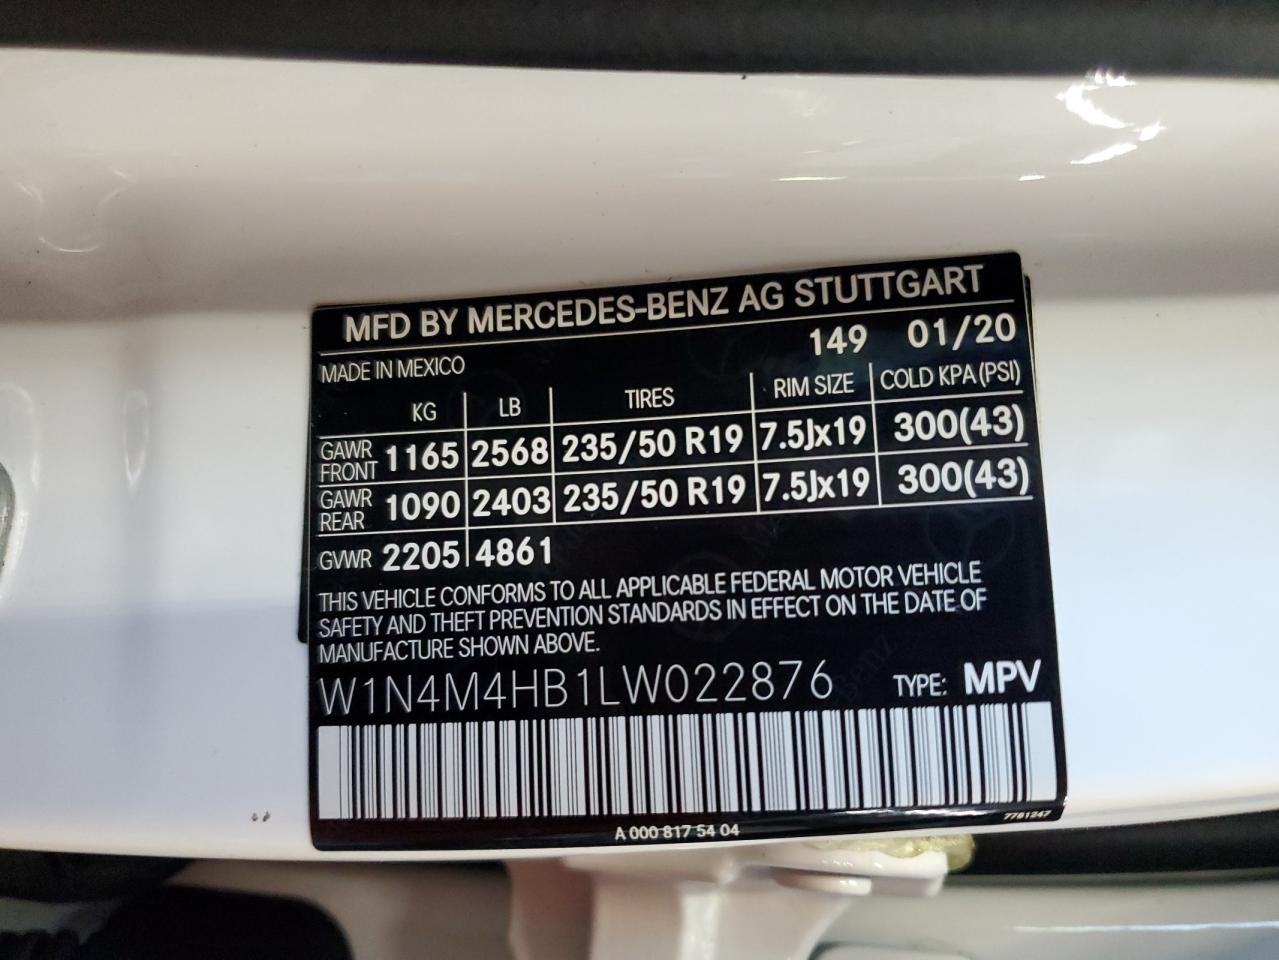 MFD BY MERCEDES-BENZ AG STUTTGART
149 01/20
MADE IN MEXICO
KG LB TIRES RIM SIZE COLD KPA (PSI)
GAWR FRONT 1165 2568 235/50 R19 7.5Jx19 300(43)
GAWR REAR 1090 2403 235/50 R19 7.5Jx19 300(43)
GVWR 2205 4861
THIS VEHICLE CONFORMS TO ALL APPLICABLE FEDERAL MOTOR VEHICLE
SAFETY AND THEFT PREVENTION STANDARDS IN EFFECT ON THE DATE OF
MANUFACTURE SHOWN ABOVE.
W1N4M4HB1LW022876 TYPE: MPV
A 000 817 54 04
7761247